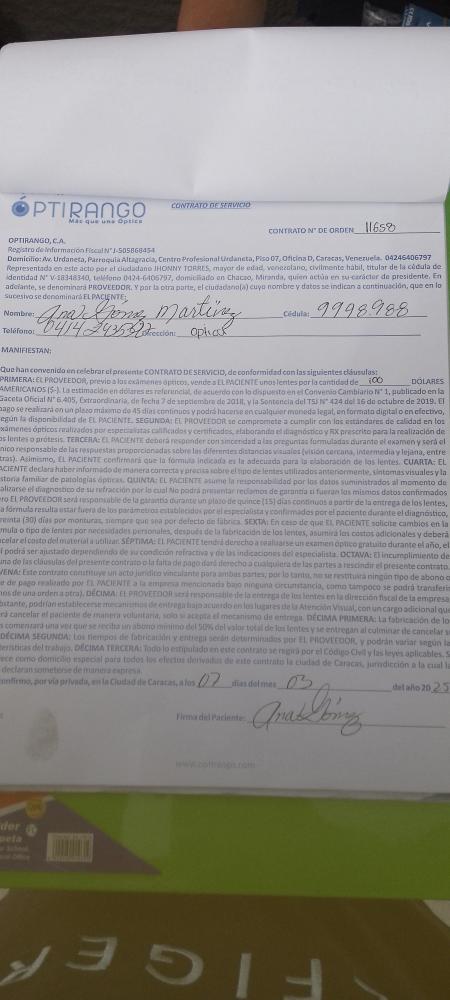 ÓPTIRANGO
Más que una Óptica
CONTRATO DE SERVICIO
CONTRATO N° DE ORDEN 11658
OPTIRANGO, C.A.
Registro de Información Fiscal N° J-505868454
Domicilio: Av. Urdaneta, Parroquia Altagracia, Centro Profesional Urdaneta, Piso 07, Oficina D, Caracas, Venezuela. 04246406797
Representada en este acto por el ciudadano JHONNY TORRES, mayor de edad, venezolano, civilmente hábil, titular de la cédula de
identidad N° V-18348340, teléfono 0424-6406797, domiciliado en Chacao, Miranda, quien actúa en su carácter de presidente. En
adelante, se denominará PROVEEDOR. Y por la otra parte, el ciudadano(a) cuyo nombre y datos se indican a continuación, que en lo
sucesivo se denominará EL PACIENTE:
Nombre: Ana Gómez Martínez Cédula: 9998.988
Teléfono: Dirección: Optica
MANIFIESTAN:
Que han convenido en celebrar el presente CONTRATO DE SERVICIO, de conformidad con las siguientes cláusulas:
PRIMERA: EL PROVEEDOR, previo a los exámenes ópticos, vende a EL PACIENTE unos lentes por la cantidad de 100 DÓLARES
AMERICANOS ($-). La estimación en dólares es referencial, de acuerdo con lo dispuesto en el Convenio Cambiario N° 1, publicado en la
Gaceta Oficial N° 6.405, Extraordinaria, de fecha 7 de septiembre de 2018, y la Sentencia del TSJ N° 424 del 16 de octubre de 2019. El
pago se realizará en un plazo máximo de 45 días continuos y podrá hacerse en cualquier moneda legal, en formato digital o en efectivo,
según la disponibilidad de EL PACIENTE. SEGUNDA: EL PROVEEDOR se compromete a cumplir con los estándares de calidad en los
exámenes ópticos realizados por especialistas calificados y certificados, elaborando el diagnóstico y RX prescrito para la realización de
os lentes o prótesis. TERCERA: EL PACIENTE deberá responder con sinceridad a las preguntas formuladas durante el examen y será el
nico responsable de las respuestas proporcionadas sobre las diferentes distancias visuales (visión cercana, intermedia y lejana, entre
tras). Asimismo, EL PACIENTE confirmará que la fórmula indicada es la adecuada para la elaboración de los lentes. CUARTA: EL
ACIENTE declara haber informado de manera correcta y precisa sobre el tipo de lentes utilizados anteriormente, síntomas visuales y la
storia familiar de patologías ópticas. QUINTA: EL PACIENTE asume la responsabilidad por los datos suministrados al momento de
alizarse el diagnóstico de su refracción por lo cual No podrá presentar reclamos de garantía si fueran los mismos datos confirmados
ro EL PROVEEDOR será responsable de la garantía durante un plazo de quince (15) días continuos a partir de la entrega de los lentes,
a fórmula resulta estar fuera de los parámetros establecidos por el especialista y confirmados por el paciente durante el diagnóstico,
reinta (30) días por monturas, siempre que sea por defecto de fábrica. SEXTA: En caso de que EL PACIENTE solicite cambios en la
rmula o tipo de lentes por necesidades personales, después de la fabricación de los lentes, asumirá los costos adicionales y deberá
celar el costo del material a utilizar. SÉPTIMA: EL PACIENTE tendrá derecho a realizarse un examen óptico gratuito durante el año, el
l podrá ser ajustado dependiendo de su condición refractiva y de las indicaciones del especialista. OCTAVA: El incumplimiento de
una de las cláusulas del presente contrato o la falta de pago dará derecho a cualquiera de las partes a rescindir el presente contrato.
VENA: Este contrato constituye un acto jurídico vinculante para ambas partes; por lo tanto, no se restituirá ningún tipo de abono o
e de pago realizado por EL PACIENTE a la empresa mencionada bajo ninguna circunstancia, como tampoco se podrá transferir
nos de una orden a otra). DÉCIMA: EL PROVEEDOR será responsable de la entrega de los lentes en la dirección fiscal de la empresa
obstante, podrían establecerse mecanismos de entrega bajo acuerdo en los lugares de la Atención Visual, con un cargo adicional que
rá cancelar el paciente de manera voluntaria, solo si acepta el mecanismo de entrega. DÉCIMA PRIMERA: La fabricación de lo
s comenzará una vez que se reciba un abono mínimo del 50% del valor total de los lentes y se entregan al culminar de cancelar s
DÉCIMA SEGUNDA: Los tiempos de fabricación y entrega serán determinados por EL PROVEEDOR, y podrán variar según la
terísticas del trabajo. DÉCIMA TERCERA: Todo lo estipulado en este contrato se regirá por el Código Civil y las leyes aplicables. S
ece como domicilio especial para todos los efectos derivados de este contrato la ciudad de Caracas, jurisdicción a la cual la
declaran someterse de manera expresa.
onfirmo, por vía privada, en la Ciudad de Caracas, a los 07 días del mes 03 del año 2025
Firma del Paciente: Ana Gómez
www.optirango.com
der
peta
School
Office
FIGER